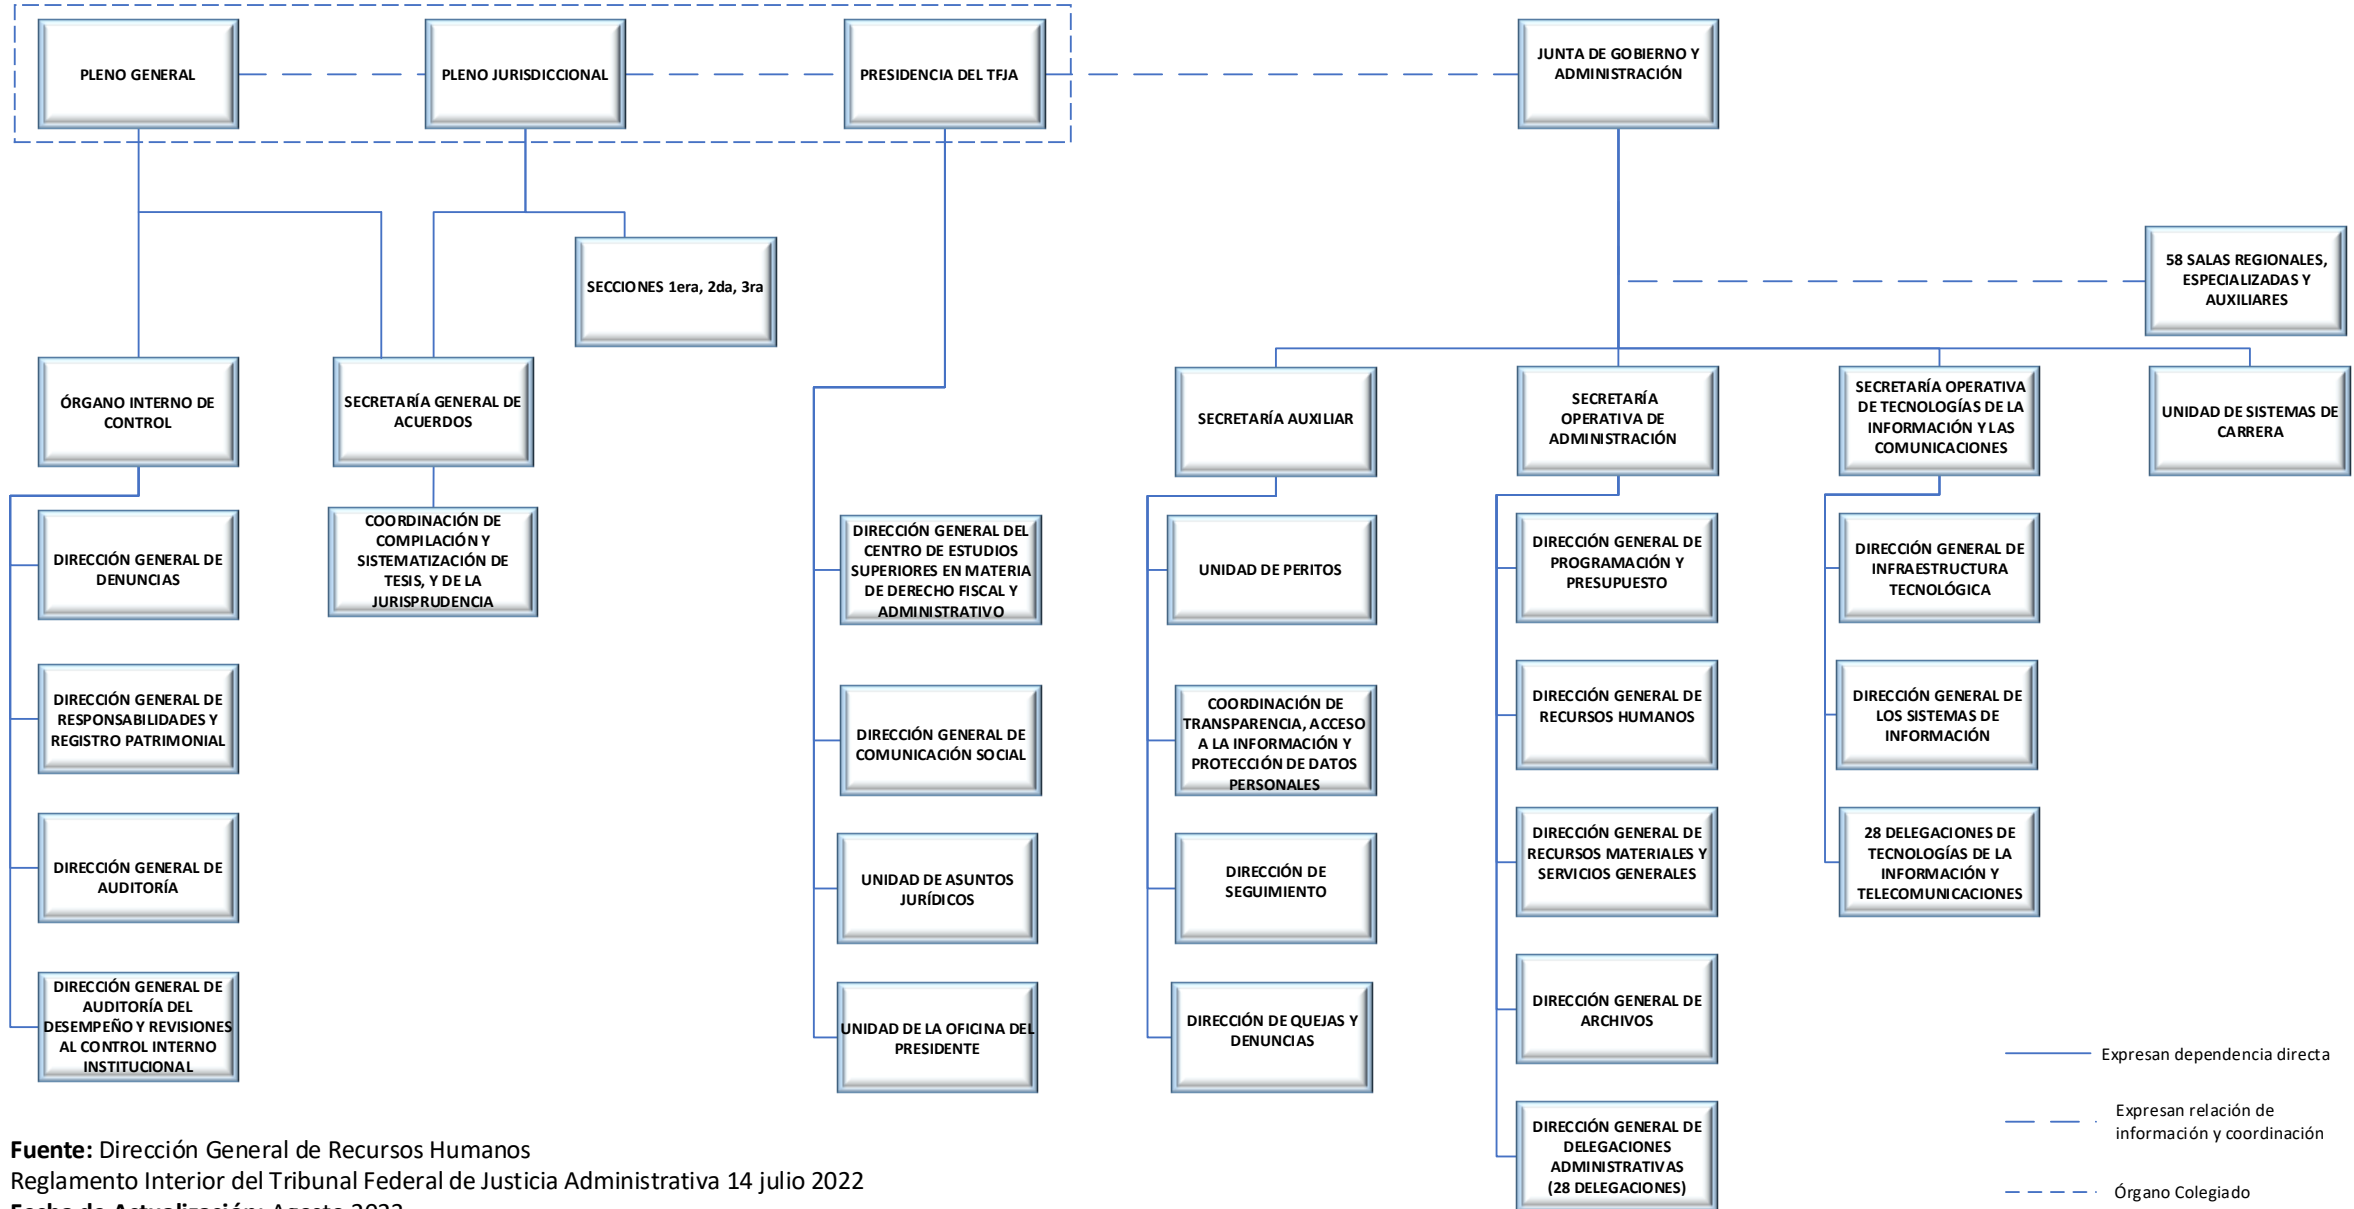 PLENO GENERAL
PLENO JURISDICCIONAL
PRESIDENCIA DEL TFJA
JUNTA DE GOBIERNO Y
ADMINISTRACIÓN
SECCIONES 1era, 2da, 3ra
58 SALAS REGIONALES,
ESPECIALIZADAS Y
AUXILIARES
ÓRGANO INTERNO DE
CONTROL
SECRETARÍA GENERAL DE
ACUERDOS
SECRETARÍA AUXILIAR
SECRETARÍA
OPERATIVA DE
ADMINISTRACIÓN
SECRETARÍA OPERATIVA
DE TECNOLOGÍAS DE LA
INFORMACIÓN Y LAS
COMUNICACIONES
UNIDAD DE SISTEMAS DE
CARRERA
DIRECCIÓN GENERAL DE
DENUNCIAS
DIRECCIÓN GENERAL DE
RESPONSABILIDADES Y
REGISTRO PATRIMONIAL
DIRECCIÓN GENERAL DE
AUDITORÍA
DIRECCIÓN GENERAL DE
AUDITORÍA DEL
DESEMPEÑO Y REVISIONES
AL CONTROL INTERNO
INSTITUCIONAL
COORDINACIÓN DE
COMPILACIÓN Y
SISTEMATIZACIÓN DE
TESIS, Y DE LA
JURISPRUDENCIA
DIRECCIÓN GENERAL DEL
CENTRO DE ESTUDIOS
SUPERIORES EN MATERIA
DE DERECHO FISCAL Y
ADMINISTRATIVO
DIRECCIÓN GENERAL DE
COMUNICACIÓN SOCIAL
UNIDAD DE ASUNTOS
JURÍDICOS
UNIDAD DE LA OFICINA DEL
PRESIDENTE
UNIDAD DE PERITOS
COORDINACIÓN DE
TRANSPARENCIA, ACCESO
A LA INFORMACIÓN Y
PROTECCIÓN DE DATOS
PERSONALES
DIRECCIÓN DE
SEGUIMIENTO
DIRECCIÓN DE QUEJAS Y
DENUNCIAS
DIRECCIÓN GENERAL DE
PROGRAMACIÓN Y
PRESUPUESTO
DIRECCIÓN GENERAL DE
RECURSOS HUMANOS
DIRECCIÓN GENERAL DE
RECURSOS MATERIALES Y
SERVICIOS GENERALES
DIRECCIÓN GENERAL DE
ARCHIVOS
DIRECCIÓN GENERAL DE
DELEGACIONES
ADMINISTRATIVAS
(28 DELEGACIONES)
DIRECCIÓN GENERAL DE
INFRAESTRUCTURA
TECNOLÓGICA
DIRECCIÓN GENERAL DE
LOS SISTEMAS DE
INFORMACIÓN
28 DELEGACIONES DE
TECNOLOGÍAS DE LA
INFORMACIÓN Y
TELECOMUNICACIONES
Expresan dependencia directa
Expresan relación de
información y coordinación
Órgano Colegiado
Fuente: Dirección General de Recursos Humanos
Reglamento Interior del Tribunal Federal de Justicia Administrativa 14 julio 2022
Fecha de Actualización: Agosto